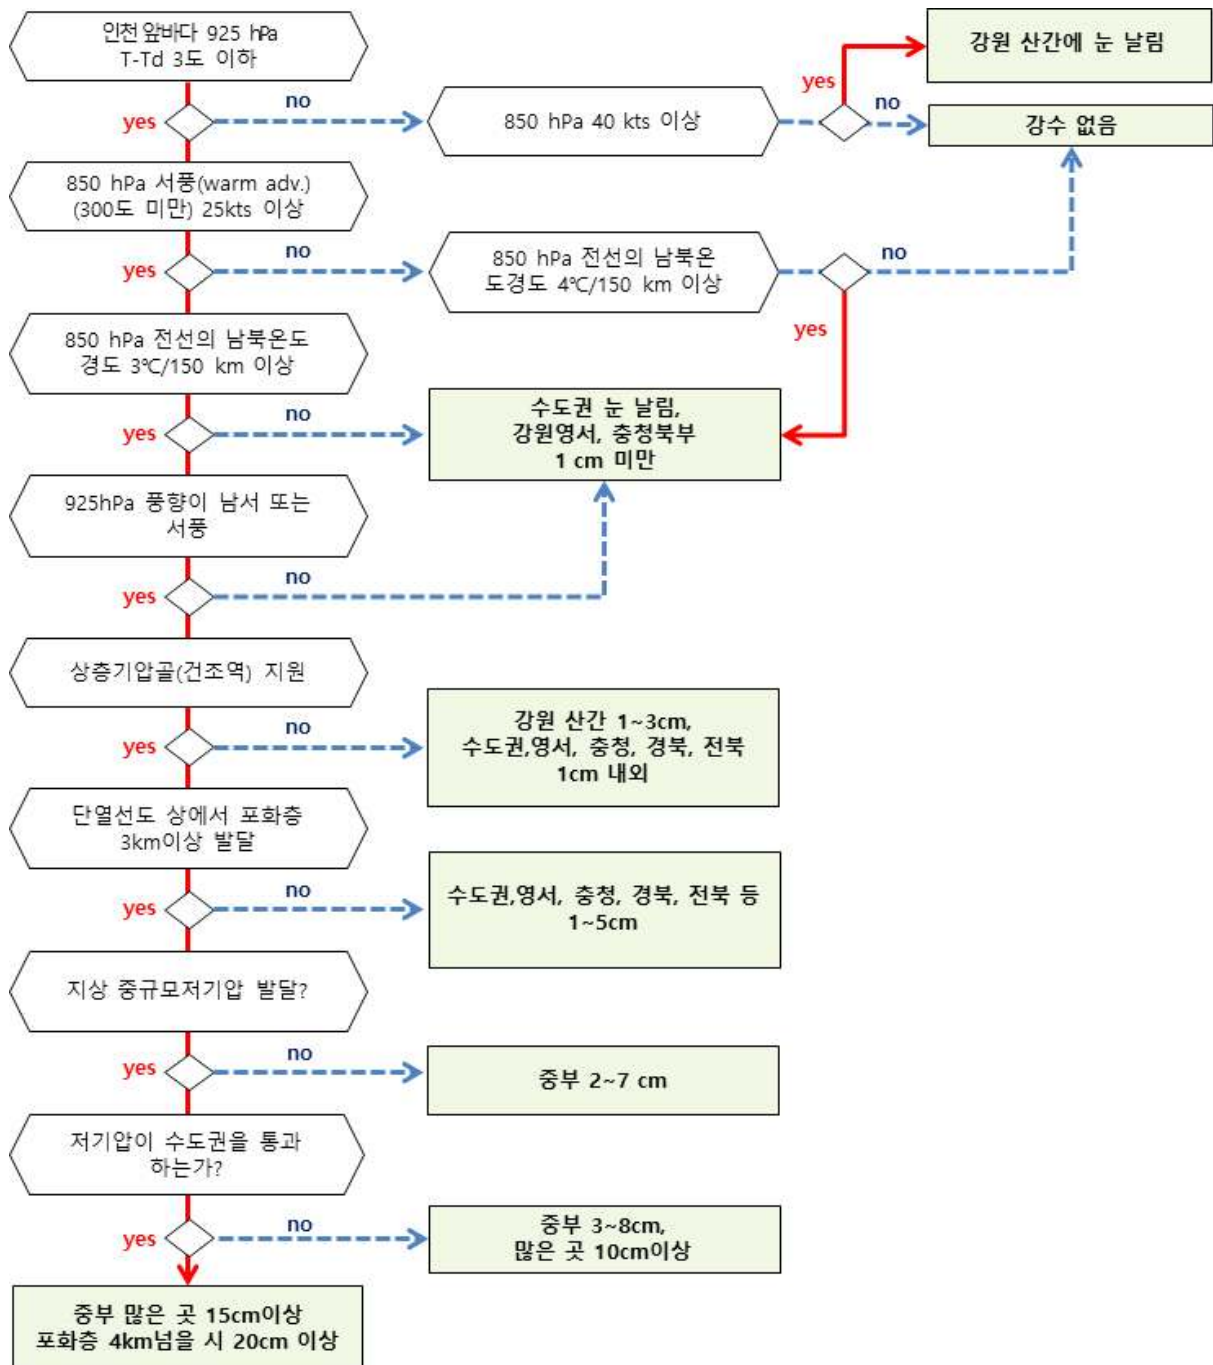 인천 앞바다 925 hPa
T-Td 3도 이하
강원 산간에 눈 날림
yes
no
yes
no
850 hPa 40 kts 이상
강수 없음
850 hPa 서풍(warm adv.)
(300도 미만) 25kts 이상
yes
no
850 hPa 전선의 남북온
도경도 4℃/150 km 이상
no
yes
850 hPa 전선의 남북온도
경도 3℃/150 km 이상
yes
no
수도권 눈 날림,
강원영서, 충청북부
1 cm 미만
925hPa 풍향이 남서 또는
서풍
yes
no
상층기압골(건조역) 지원
yes
no
강원 산간 1~3cm,
수도권,영서, 충청, 경북, 전북
1cm 내외
단열선도 상에서 포화층
3km이상 발달
yes
no
수도권,영서, 충청, 경북, 전북 등
1~5cm
지상 중규모저기압 발달?
yes
no
중부 2~7 cm
저기압이 수도권을 통과
하는가?
yes
no
중부 3~8cm,
많은 곳 10cm이상
중부 많은 곳 15cm이상
포화층 4km넘을 시 20cm 이상